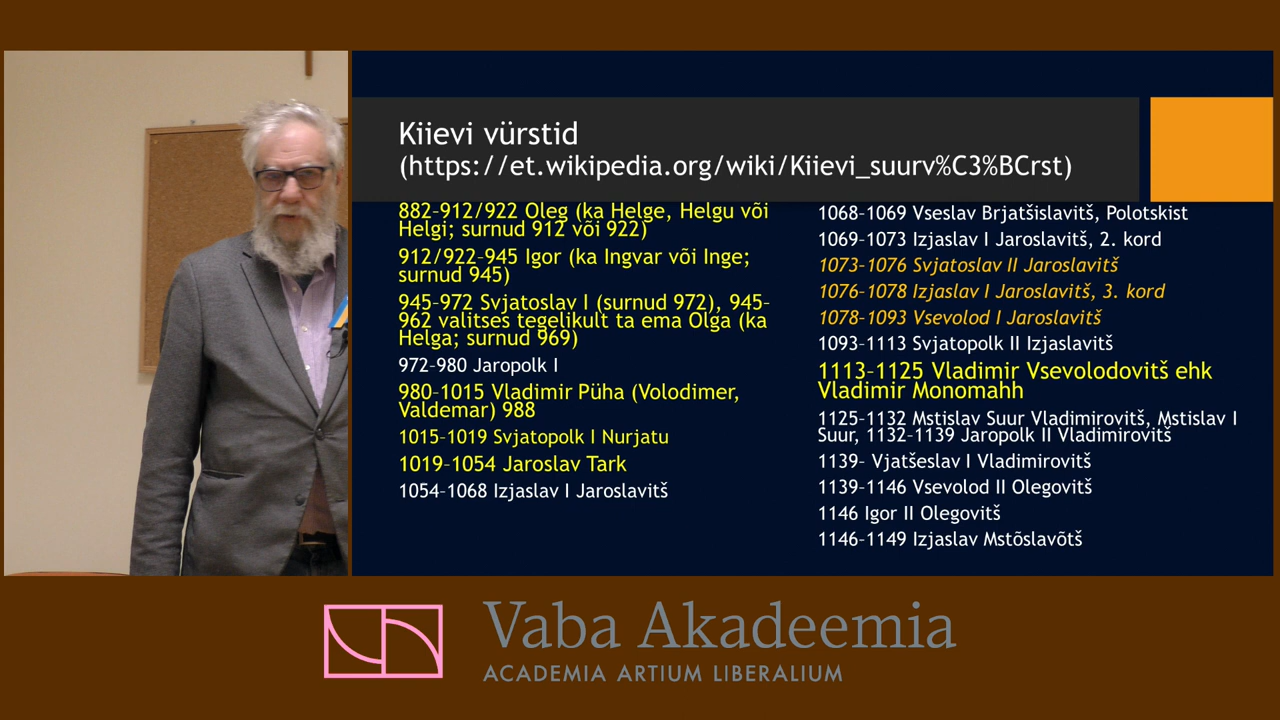 Kiievi vürstid
(https://et.wikipedia.org/wiki/Kiievi_suurv%C3%BCrst)
882-912/922 Oleg (ka Helge, Helgu või
Helgi; surnud 912 või 922)
912/922-945 Igor (ka Ingvar või Inge;
surnud 945)
945-972 Svjatoslav I (surnud 972), 945-
962 valitses tegelikult ta ema Olga (ka
Helga; surnud 969)
972-980 Jaropolk I
980-1015 Vladimir Püha (Volodimer,
Valdemar) 988
1015-1019 Svjatopolk I Nurjatu
1019-1054 Jaroslav Tark
1054-1068 Izjaslav I Jaroslavitš
1068-1069 Vseslav Brjatšislavitš, Polotskist
1069-1073 Izjaslav I Jaroslavitš, 2. kord
1073-1076 Svjatoslav II Jaroslavitš
1076-1078 Izjaslav I Jaroslavitš, 3. kord
1078-1093 Vsevolod I Jaroslavitš
1093-1113 Svjatopolk II Izjaslavitš
1113-1125 Vladimir Vsevolodovitš ehk
Vladimir Monomahh
1125-1132 Mstislav Suur Vladimirovitš, Mstislav I
Suur, 1132-1139 Jaropolk II Vladimirovitš
1139- Vjatšeslav I Vladimirovitš
1139-1146 Vsevolod II Olegovitš
1146 Igor II Olegovitš
1146-1149 Izjaslav Mstõslavõtš
Vaba Akadeemia
ACADEMIA ARTIUM LIBERALIUM